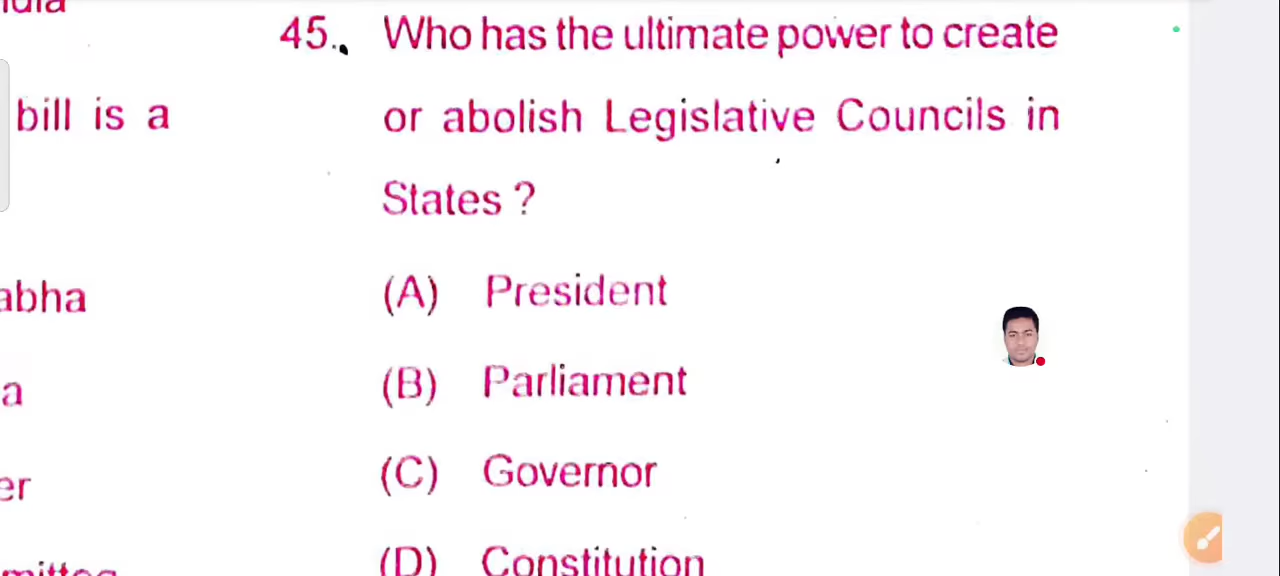 bill is a
abha
a
er
45. Who has the ultimate power to create
or abolish Legislative Councils in
States ?
(A) President
(B) Parliament
(C) Governor
(D) Constitution